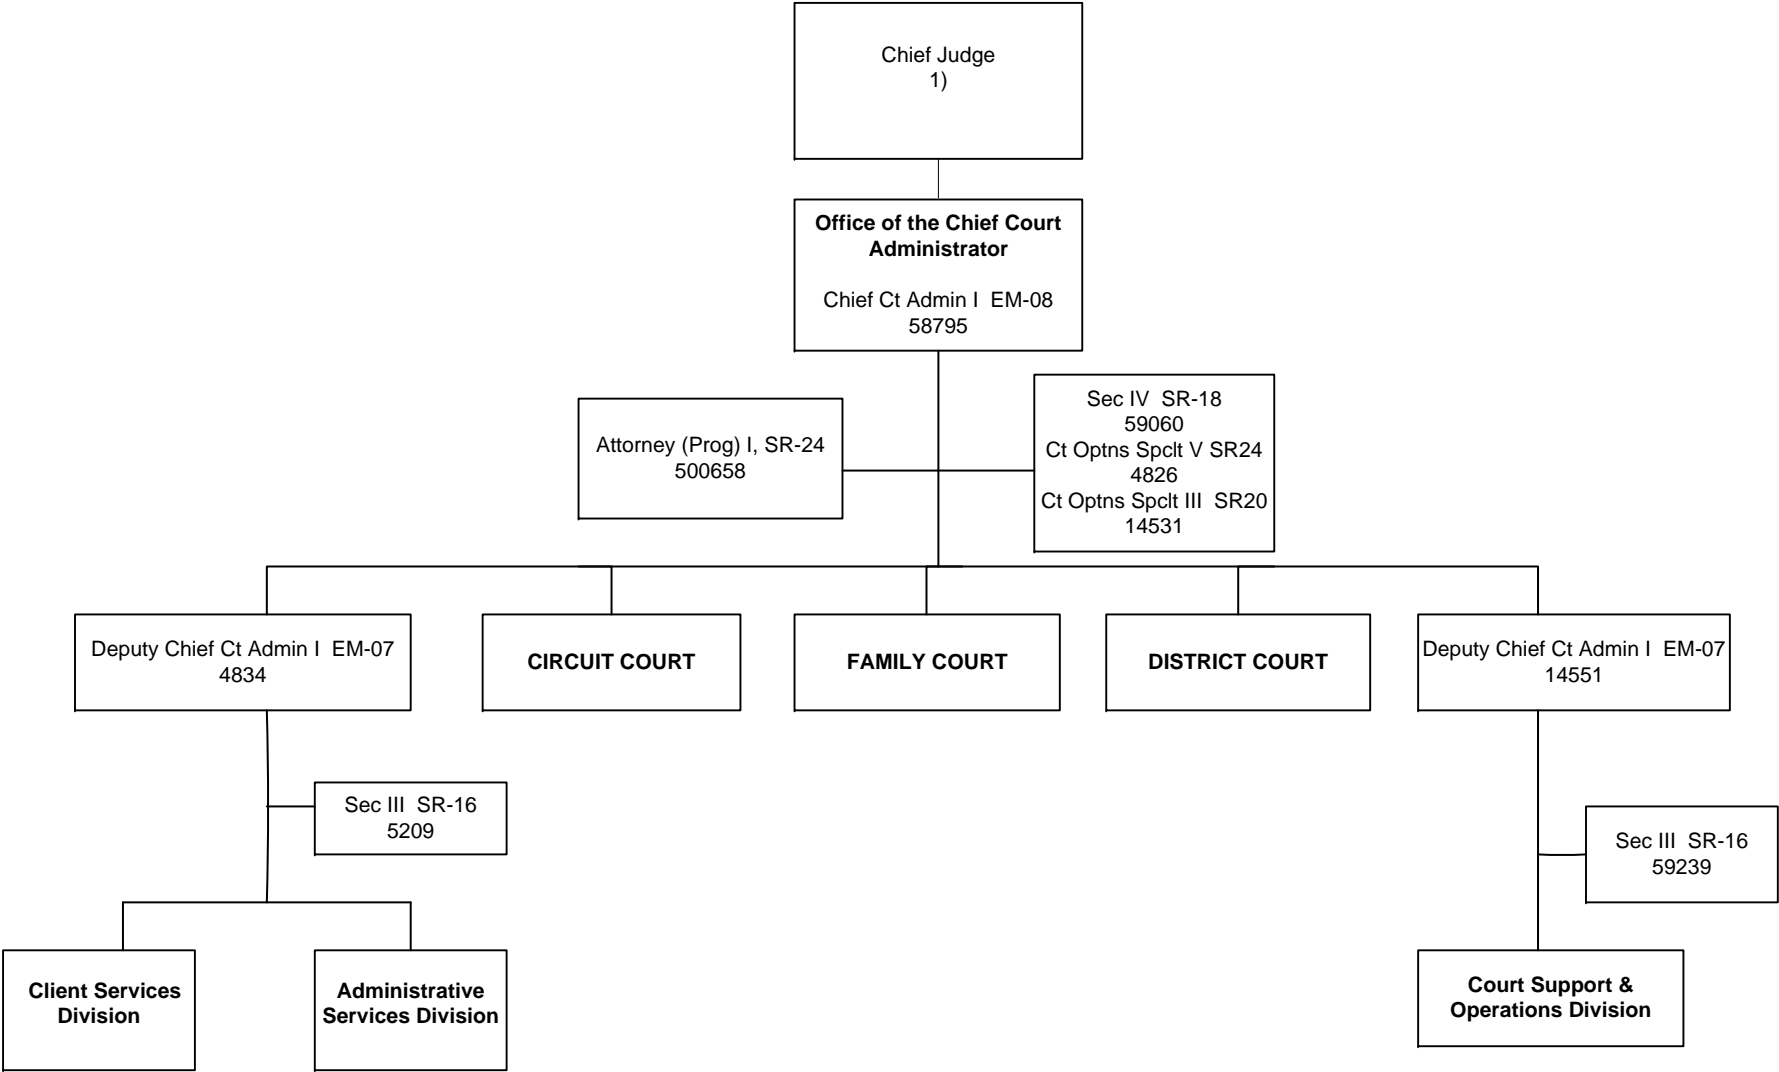 Chief Judge
1)
Office of the Chief Court
Administrator
Chief Ct Admin I  EM-08
58795
Attorney (Prog) I, SR-24
500658
Sec IV  SR-18
59060
Ct Optns Spclt V SR24
4826
Ct Optns Spclt III  SR20
14531
Deputy Chief Ct Admin I  EM-07
4834
CIRCUIT COURT
FAMILY COURT
DISTRICT COURT
Deputy Chief Ct Admin I  EM-07
14551
Sec III  SR-16
5209
Sec III  SR-16
59239
Client Services
Division
Administrative
Services Division
Court Support &
Operations Division